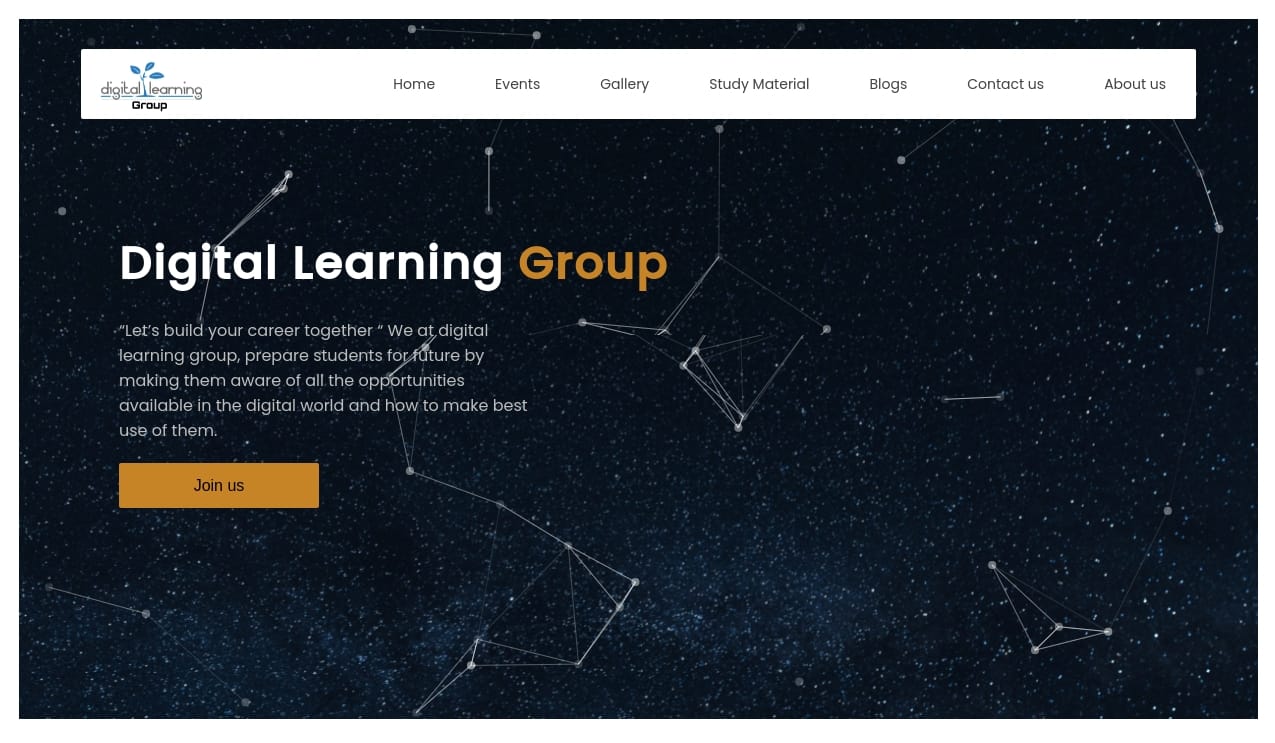 digital learning
Group
Home Events Gallery Study Material Blogs Contact us About us
Digital Learning Group
“Let’s build your career together “ We at digital
learning group, prepare students for future by
making them aware of all the opportunities
available in the digital world and how to make best
use of them.
Join us